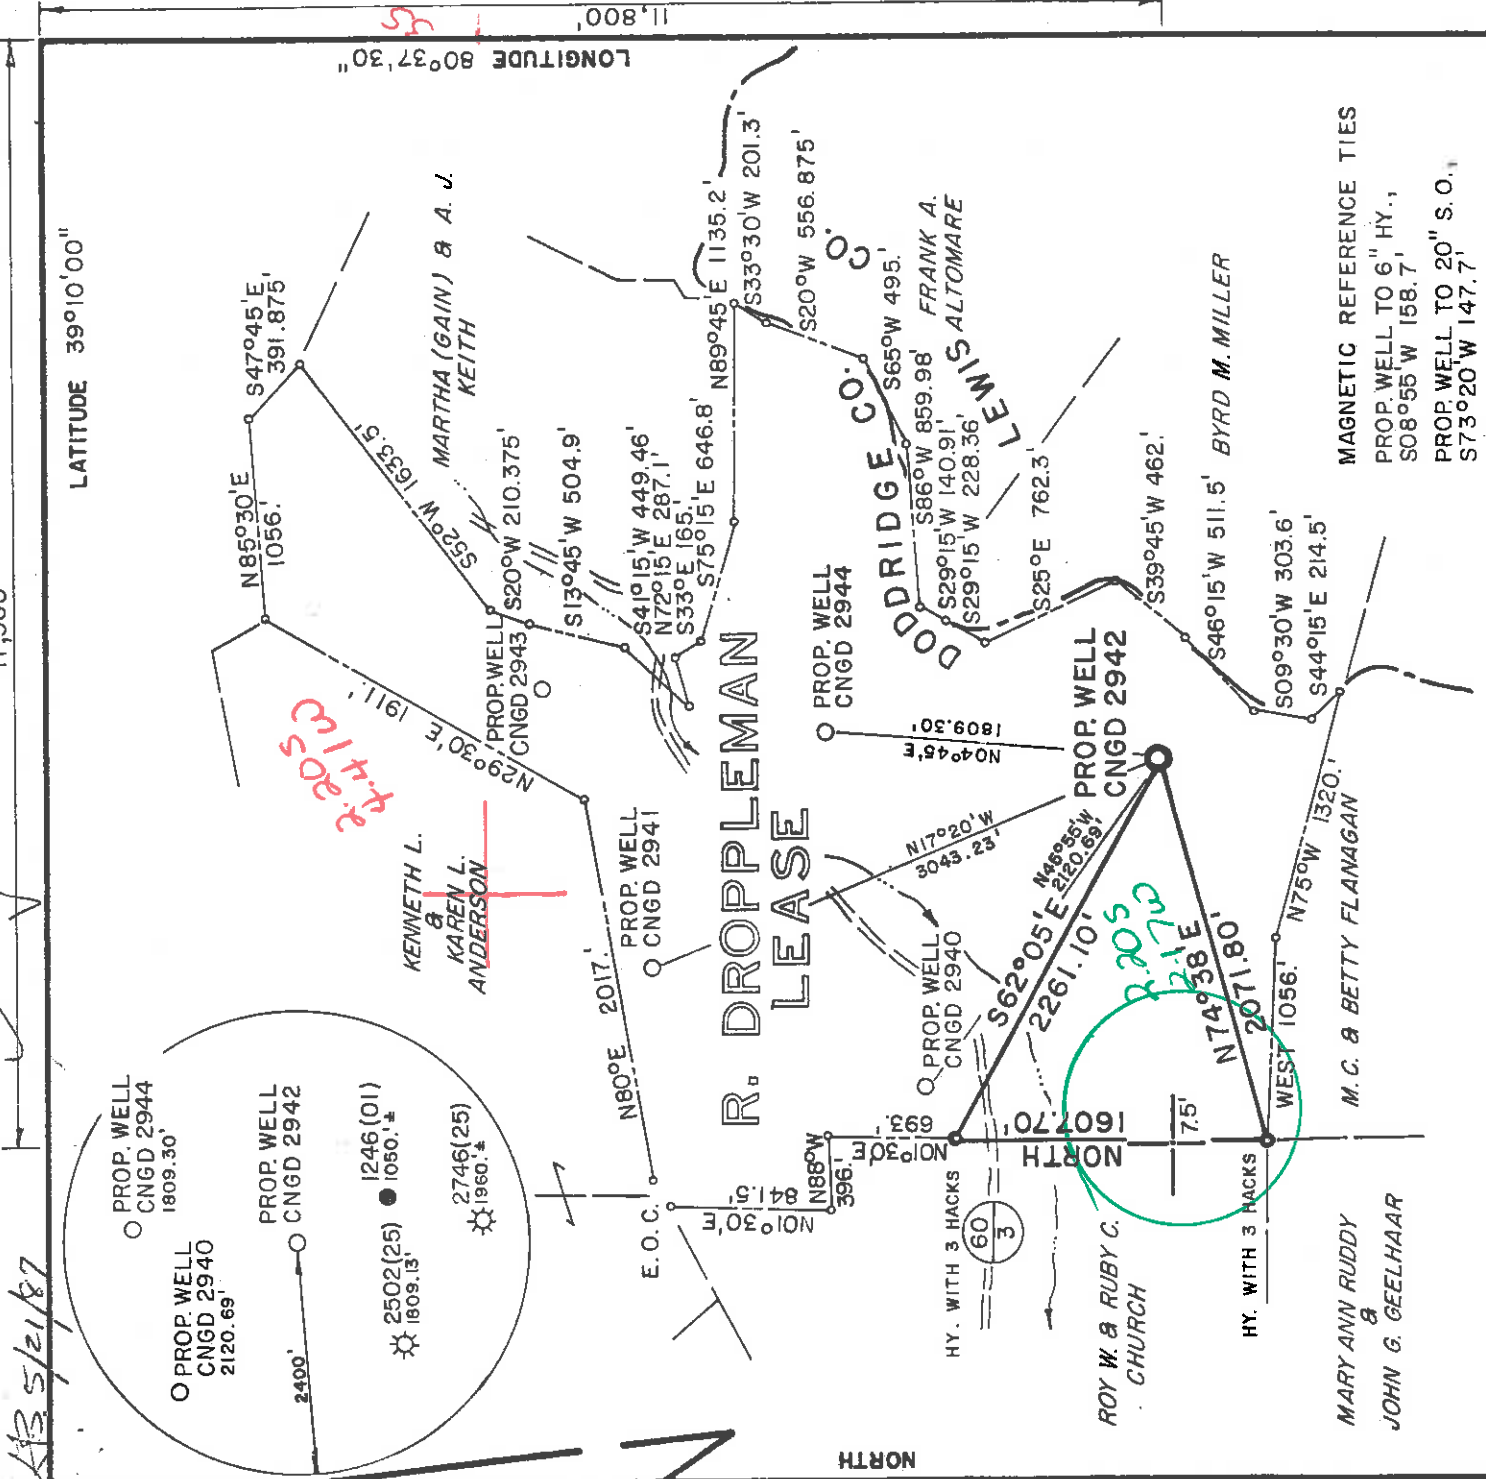 11,800'
55
LONGITUDE 80°37'30"
LATITUDE 39°10'00"
5/21/87
PROP. WELL
CNGD 2944
1809.30'
PROP. WELL
CNGD 2940
2120.69'
PROP. WELL
CNGD 2942
2400'
1246(01)
1050.'±
2502(25)
1809.13'
2746(25)
1960.'±
S47°45'E
391.875'
N85°30'E
1056.'
S52°W 1633.5'
MARTHA (GAIN) & A. J.
KEITH
N29°30'E 1911.'
2.20S
4.41W
KENNETH L.
&
KAREN L.
ANDERSON
PROP. WELL
CNGD 2943
S20°W 210.375'
S13°45'W 504.9'
S41°15'W 449.46'
N72°15'E 287.1'
S33°E 165.'
S75°15'E 646.8'
N89°45'E 1135.2'
S33°30'W 201.3'
S20°W 556.875'
S65°W 495.'
FRANK A.
ALTOMARE
S86°W 859.98'
S29°15'W 140.91'
S29°15'W 228.36'
DODDRIDGE CO.
LEWIS CO.
S25°E 762.3'
S39°45'W 462.'
S46°15'W 511.5'
BYRD M. MILLER
S09°30'W 303.6'
S44°15'E 214.5'
N80°E 2017.'
PROP. WELL
CNGD 2941
R. DROPPLEMAN
LEASE
PROP. WELL
CNGD 2944
N04°45'E
1809.30'
PROP. WELL
CNGD 2942
N17°20'W
3043.23'
N46°55'W
2120.69'
PROP. WELL
CNGD 2940
S62°05'E
2261.10'
2.20S
2.17W
N74°38'E
2071.80'
E.O.C.
N01°30'E 841.5'
N88°W
396.'
N01°30'E 693.'
NORTH
1607.70'
7.5'
HY. WITH 3 HACKS
60
3
ROY W. & RUBY C.
CHURCH
HY. WITH 3 HACKS
WEST 1056.'
N75°W 1320.'
M.C. & BETTY FLANAGAN
MARY ANN RUDDY
&
JOHN G. GEELHAAR
MAGNETIC REFERENCE TIES
PROP. WELL TO 6" HY.,
S08°55'W 158.7'
PROP. WELL TO 20" S.O.,
S73°20'W 147.7'
NORTH